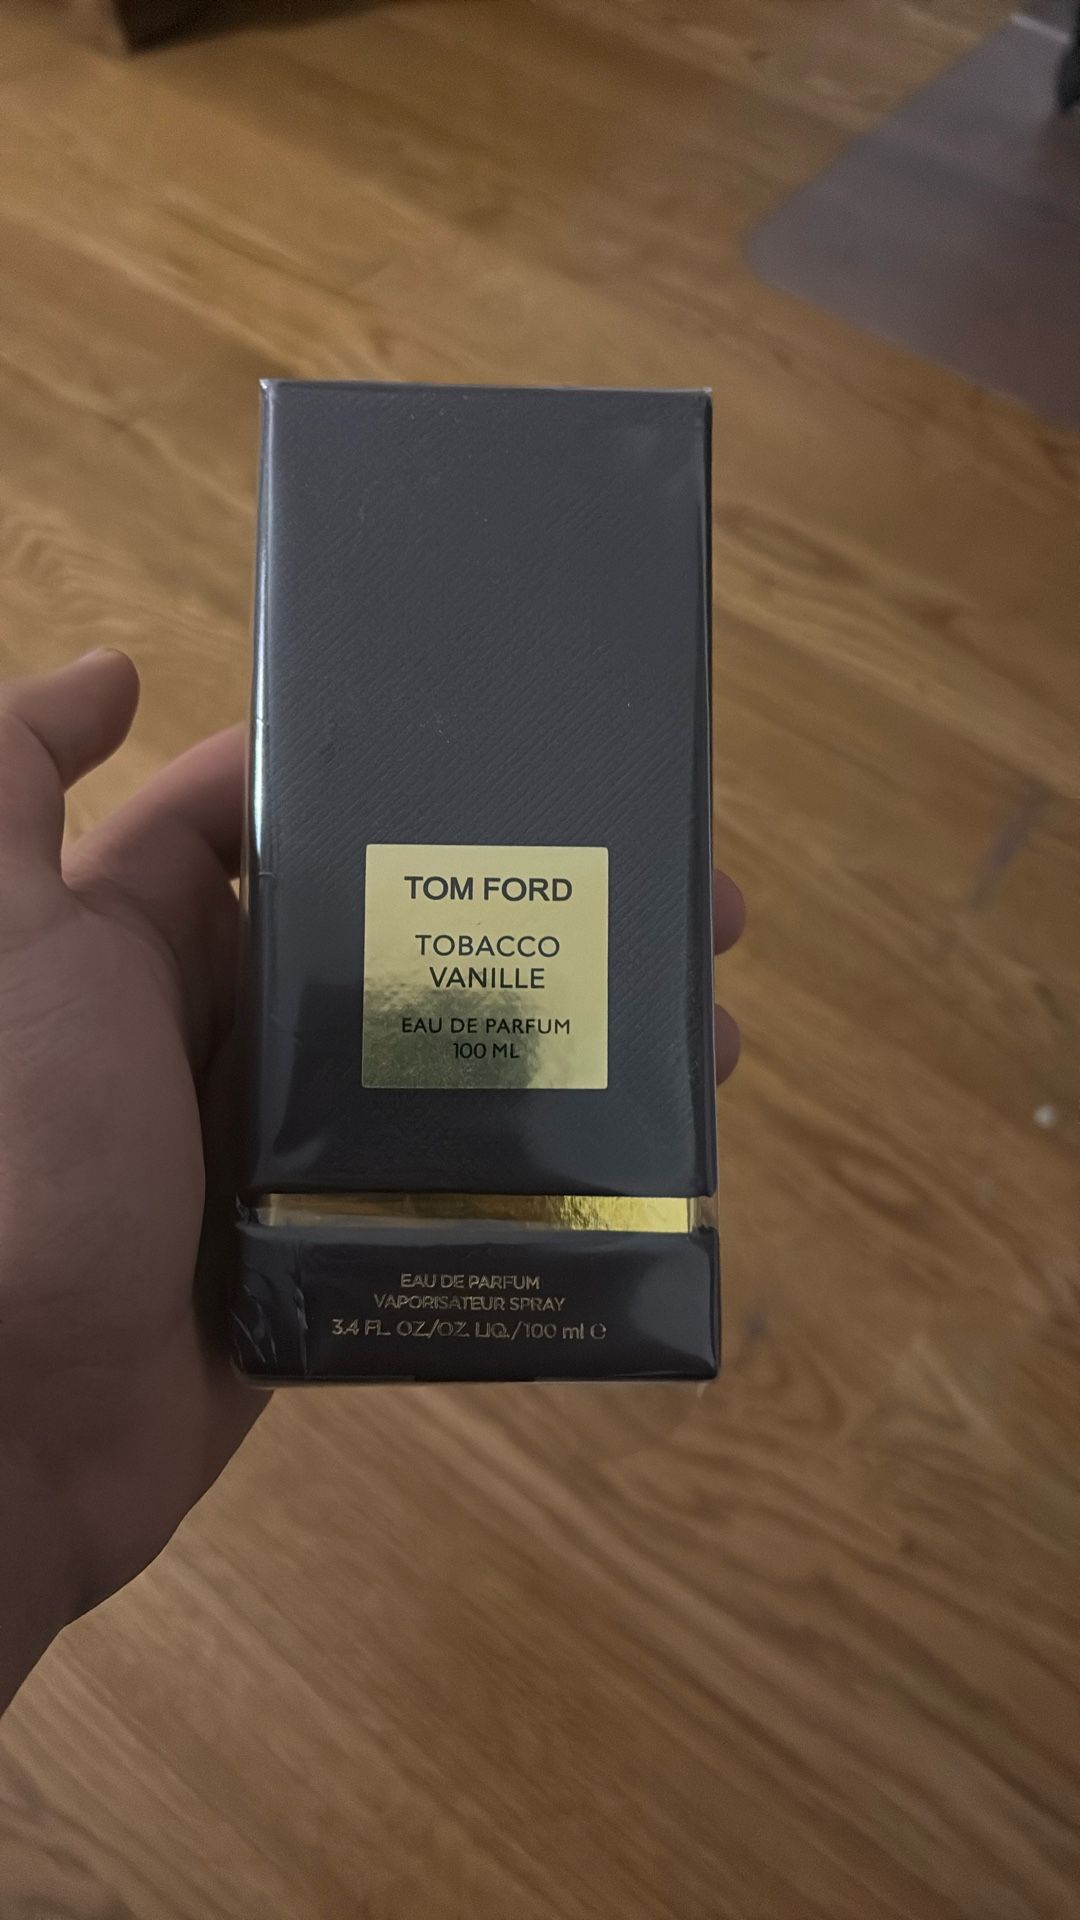 TOM FORD
TOBACCO
VANILLE
EAU DE PARFUM
100 ML
EAU DE PARFUM
VAPORISATEUR SPRAY
3.4 FL. OZ./OZ. LIQ./100 ml ℮